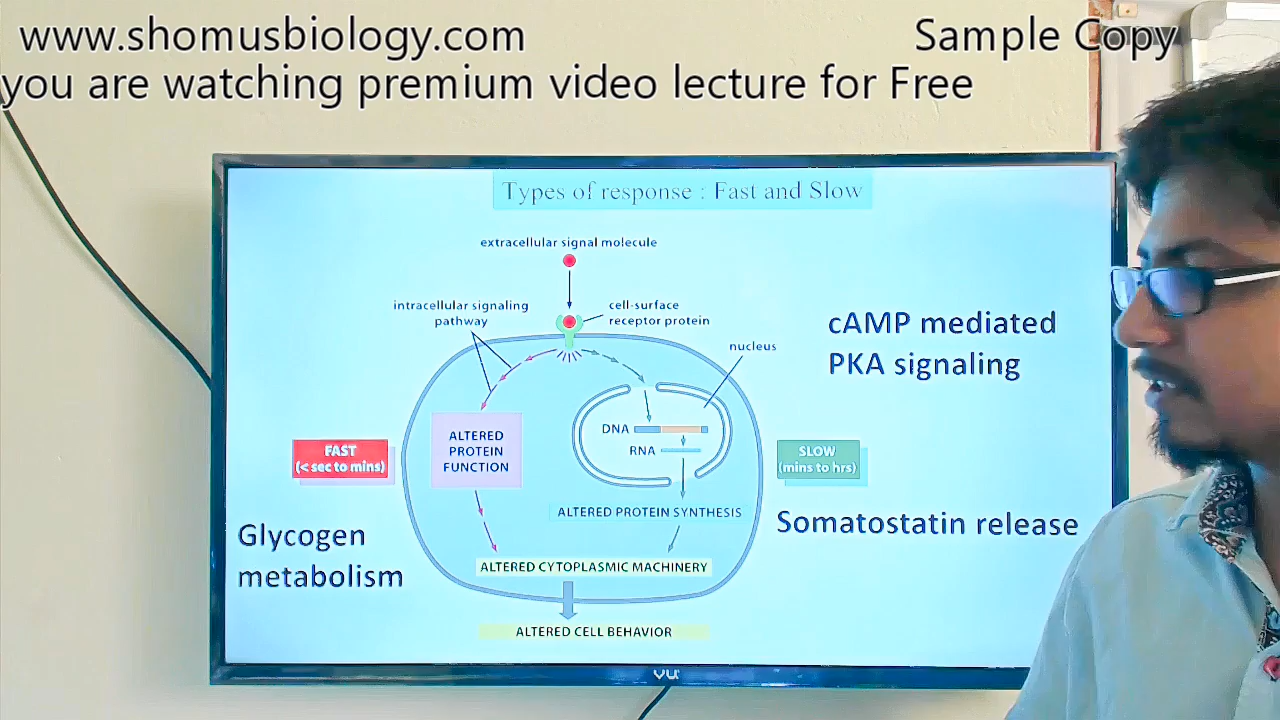 www.shomusbiology.com
Sample Copy
you are watching premium video lecture for Free
Types of response : Fast and Slow
extracellular signal molecule
intracellular signaling
pathway
cell-surface
receptor protein
nucleus
cAMP mediated
PKA signaling
ALTERED
PROTEIN
FUNCTION
DNA
RNA
FAST
(< sec to mins)
SLOW
(mins to hrs)
ALTERED PROTEIN SYNTHESIS
Somatostatin release
Glycogen
metabolism
ALTERED CYTOPLASMIC MACHINERY
ALTERED CELL BEHAVIOR
VU